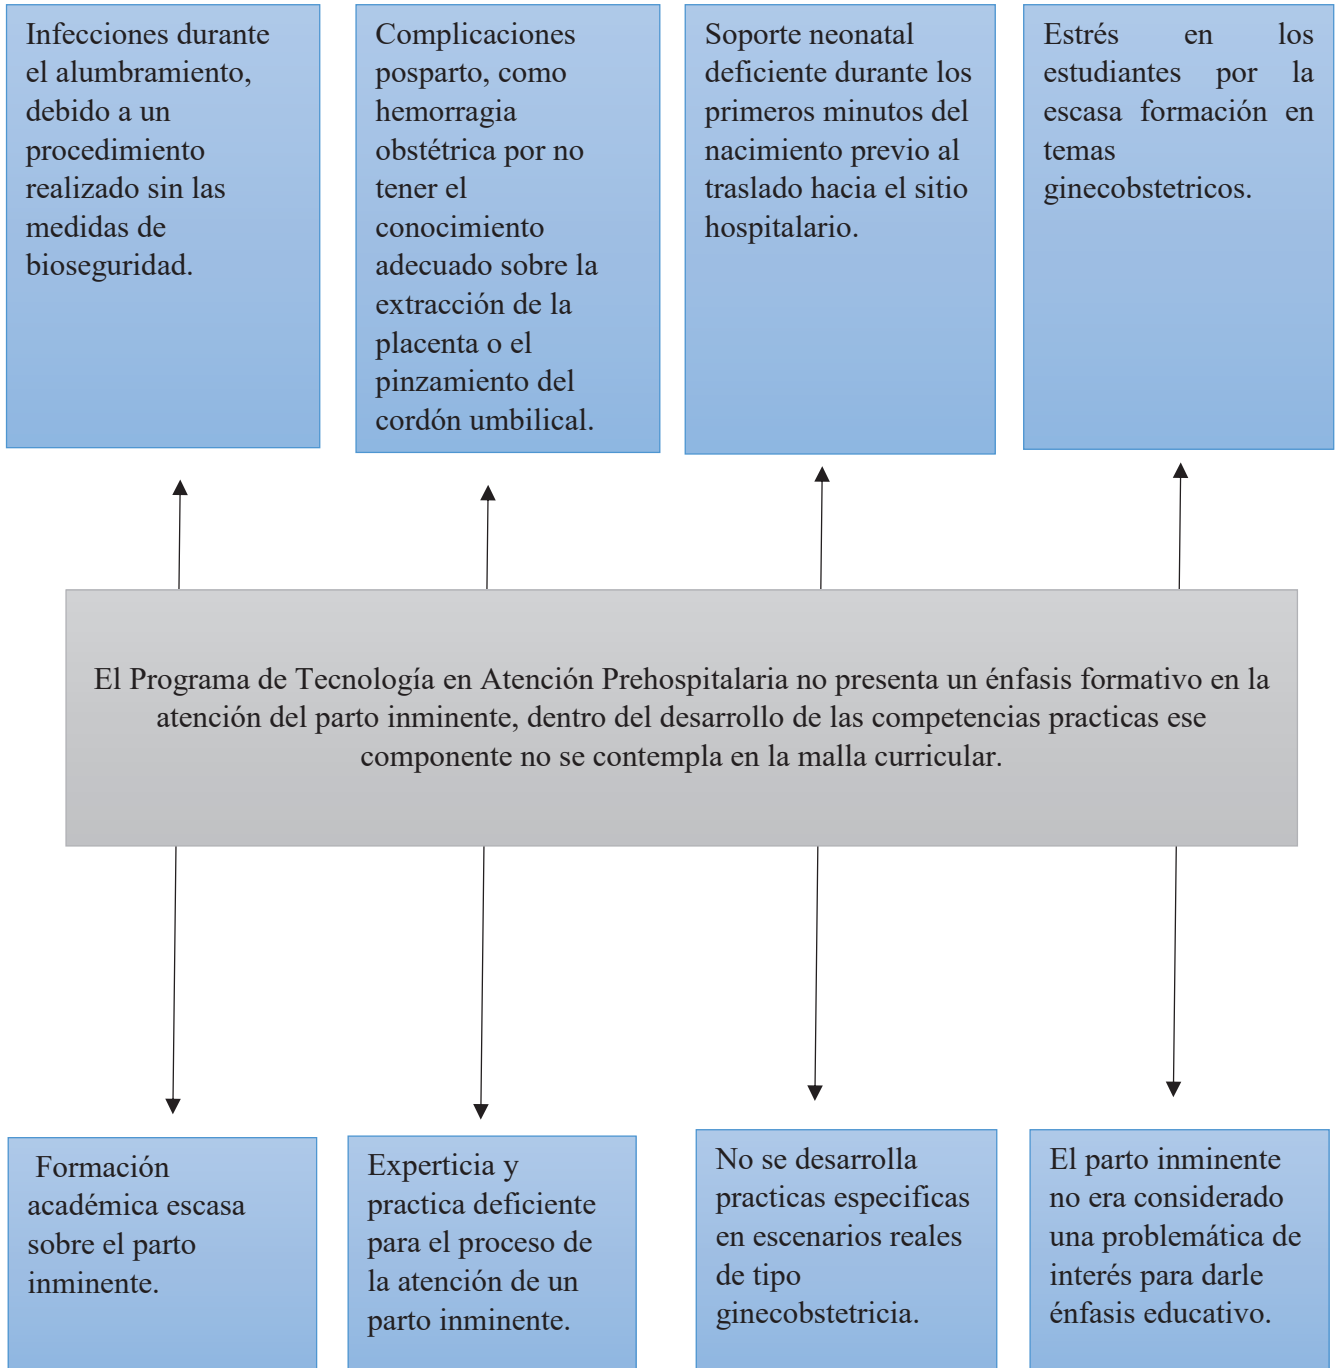 Infecciones durante
el alumbramiento,
debido a un
procedimiento
realizado sin las
medidas de
bioseguridad.
Complicaciones
posparto, como
hemorragia
obstétrica por no
tener el
conocimiento
adecuado sobre la
extracción de la
placenta o el
pinzamiento del
cordón umbilical.
Soporte neonatal
deficiente durante los
primeros minutos del
nacimiento previo al
traslado hacia el sitio
hospitalario.
Estrés en los
estudiantes por la
escasa formación en
temas
ginecobstetricos.
El Programa de Tecnología en Atención Prehospitalaria no presenta un énfasis formativo en la
atención del parto inminente, dentro del desarrollo de las competencias practicas ese
componente no se contempla en la malla curricular.
Formación
académica escasa
sobre el parto
inminente.
Experticia y
practica deficiente
para el proceso de
la atención de un
parto inminente.
No se desarrolla
practicas especificas
en escenarios reales
de tipo
ginecobstetricia.
El parto inminente
no era considerado
una problemática de
interés para darle
énfasis educativo.